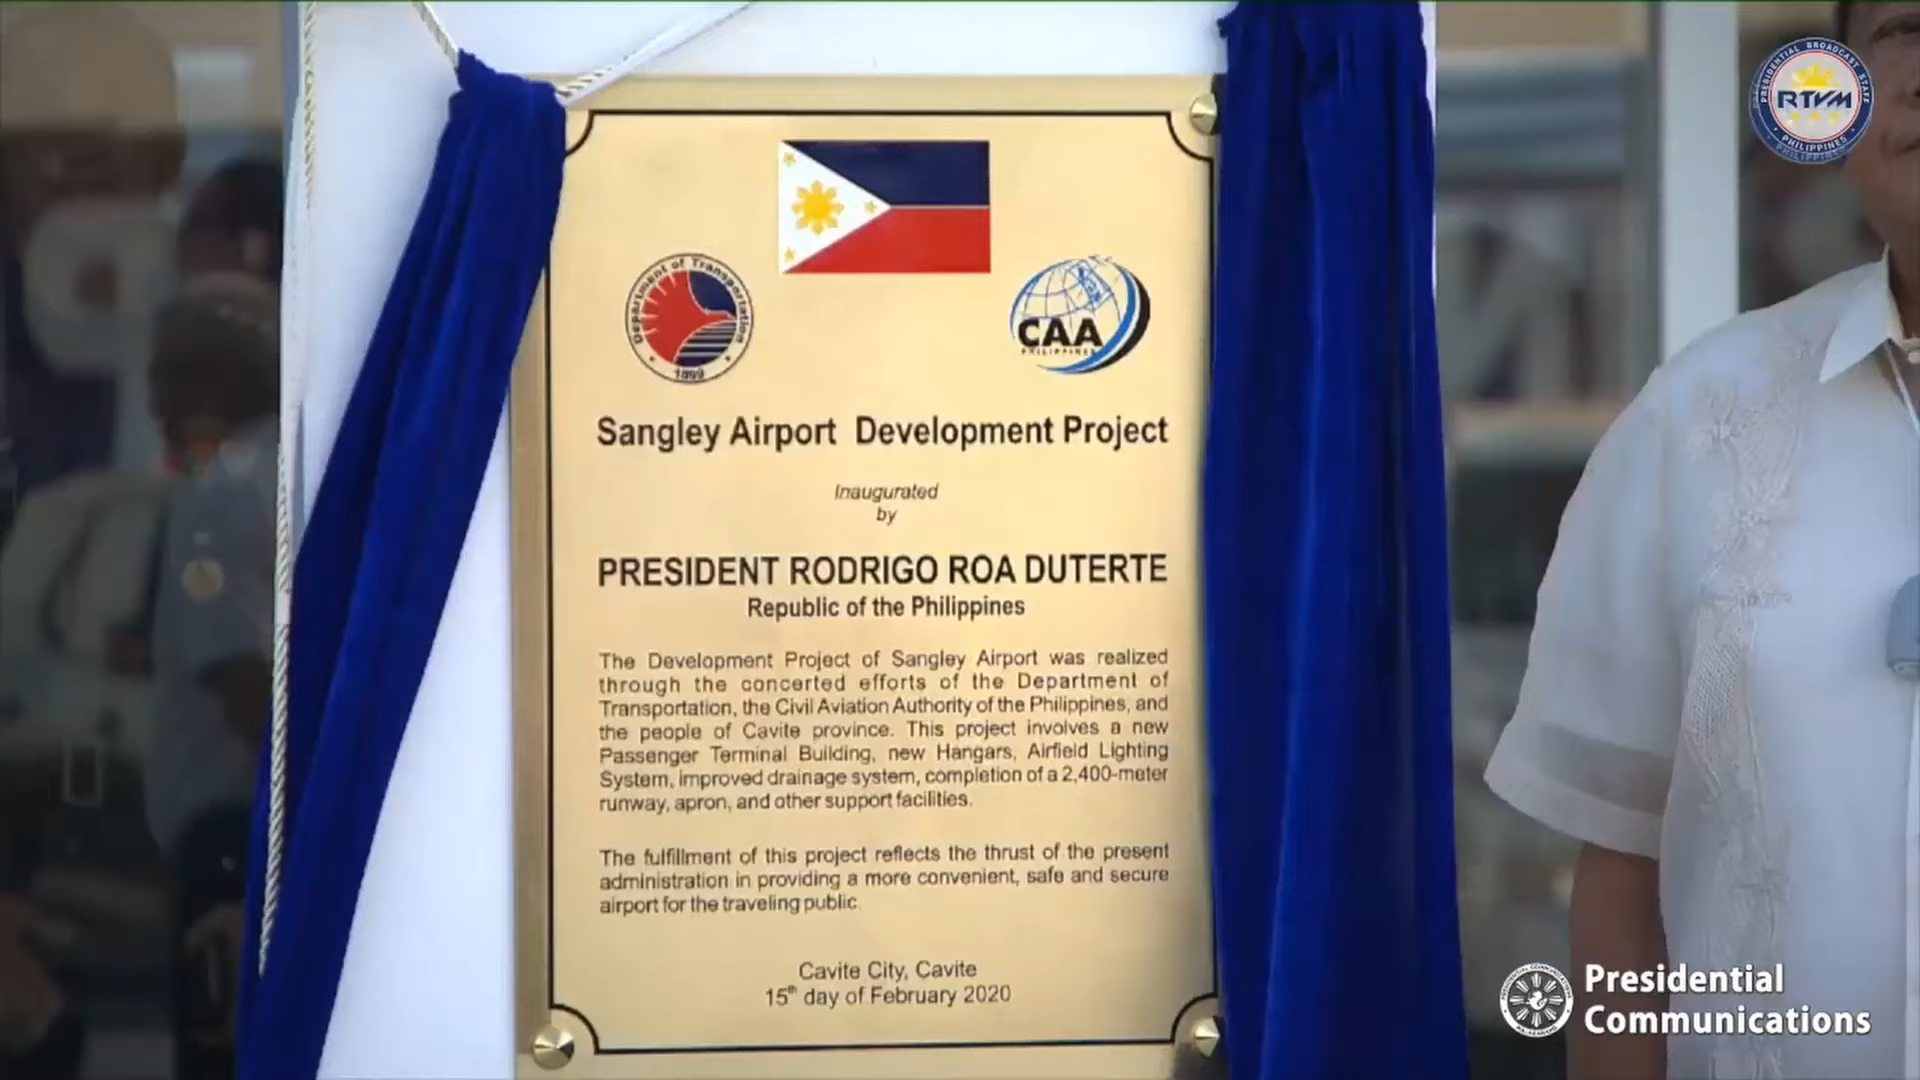 PRESIDENTIAL BROADCAST STAFF
RTVM
PHILIPPINES
Department of Transportation
1899
CAA
PHILIPPINES
Sangley Airport Development Project
Inaugurated
by
PRESIDENT RODRIGO ROA DUTERTE
Republic of the Philippines
The Development Project of Sangley Airport was realized
through the concerted efforts of the Department of
Transportation, the Civil Aviation Authority of the Philippines, and
the people of Cavite province. This project involves a new
Passenger Terminal Building, new Hangars, Airfield Lighting
System, improved drainage system, completion of a 2,400-meter
runway, apron, and other support facilities.
The fulfillment of this project reflects the thrust of the present
administration in providing a more convenient, safe and secure
airport for the traveling public.
Cavite City, Cavite
15th day of February 2020
Presidential
Communications